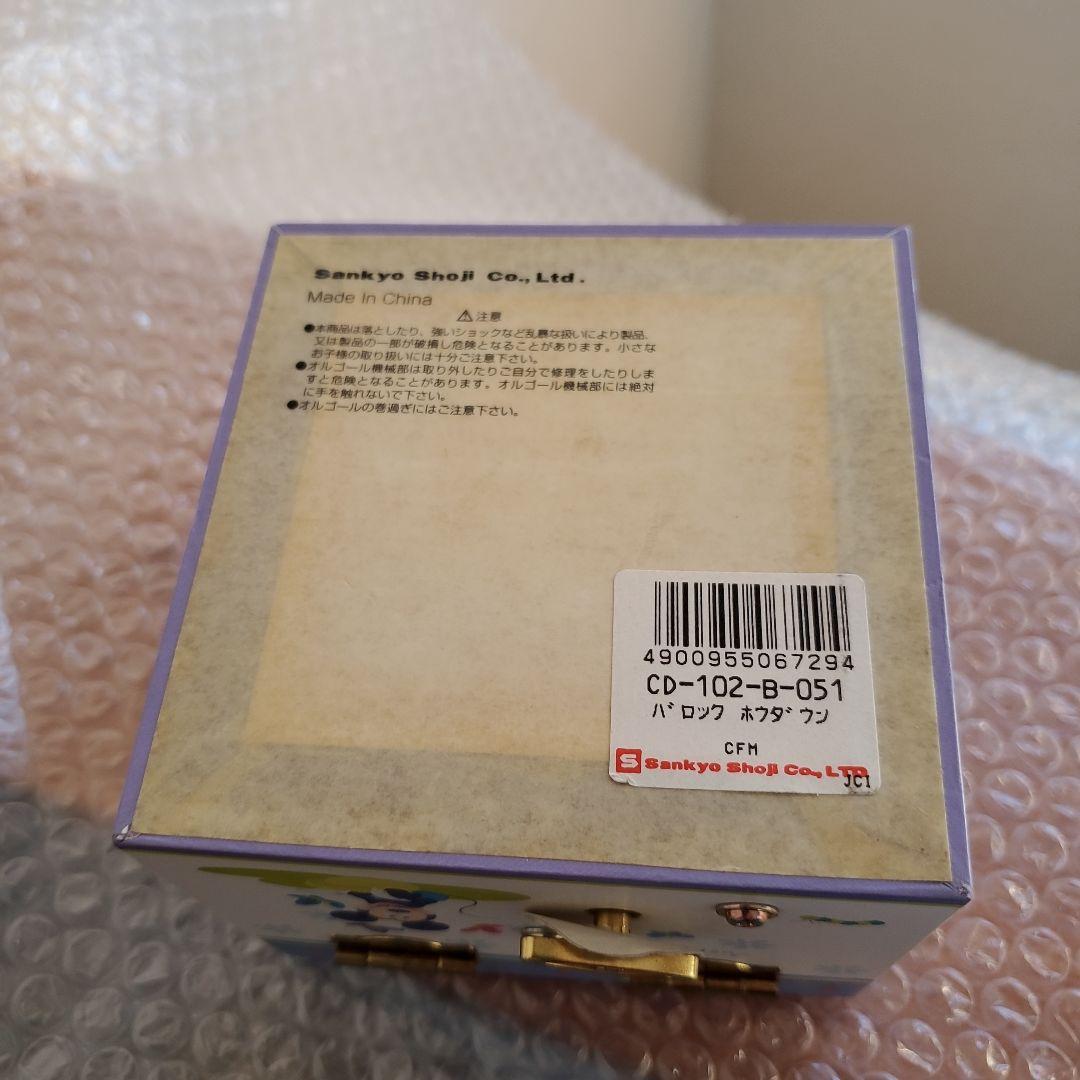 Sankyo Shoji Co., Ltd.
Made In China
⚠注意
●本商品は落としたり、強いショックなど乱暴な扱いにより製品、
又は製品の一部が破損し危険となることがあります。小さな
お子様の取り扱いには十分ご注意下さい。
●オルゴール機械部は取り外したりご自分で修理をしたりしま
すと危険となることがあります。オルゴール機械部には絶対
に手を触れないで下さい。
●オルゴールの巻過ぎにはご注意下さい。
4900955067294
CD-102-B-051
バロック ホウダウン
CFM
S Sankyo Shoji Co., LTD
JCI